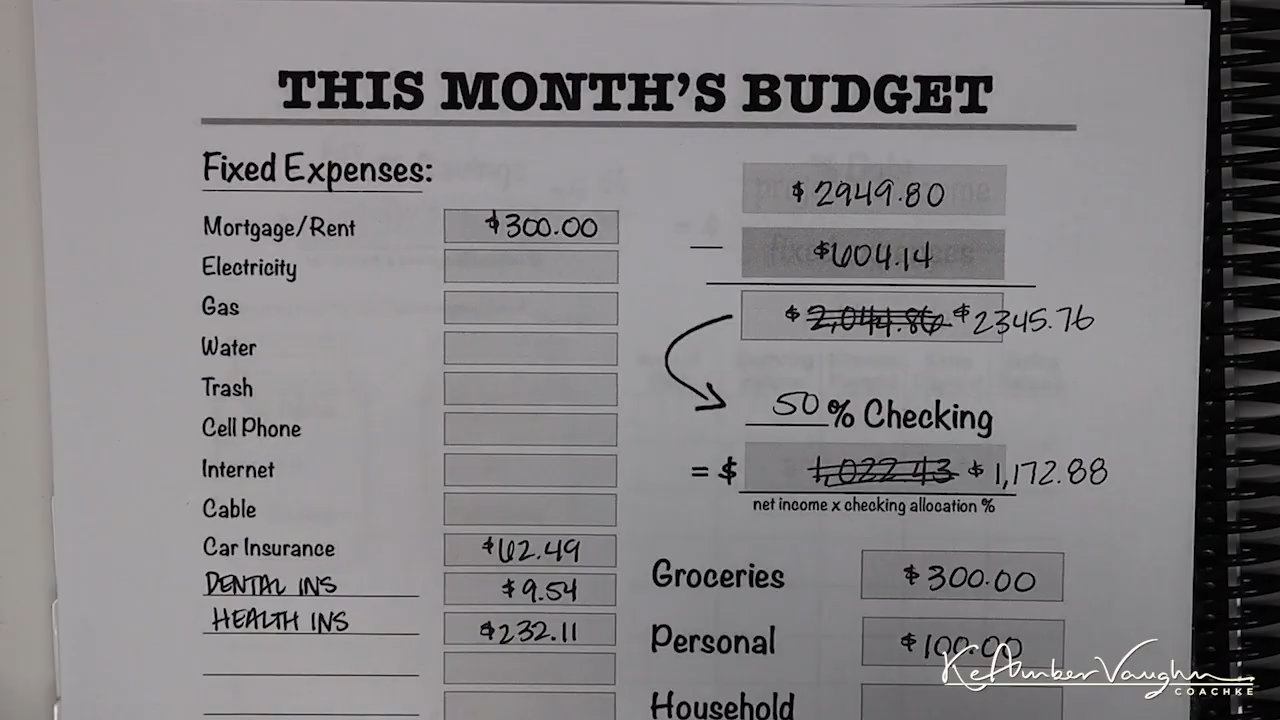 THIS MONTH'S BUDGET
Fixed Expenses:
Mortgage/Rent $300.00
Electricity
Gas
Water
Trash
Cell Phone
Internet
Cable
Car Insurance $62.49
DENTAL INS $9.54
HEALTH INS $232.11
$2949.80
— $604.14
$2,044.86 $2345.76
50% Checking
= $ 1,022.43 $1,172.88
net income x checking allocation %
Groceries $300.00
Personal $100.00
Household
KeAmber Vaughn
COACHKE